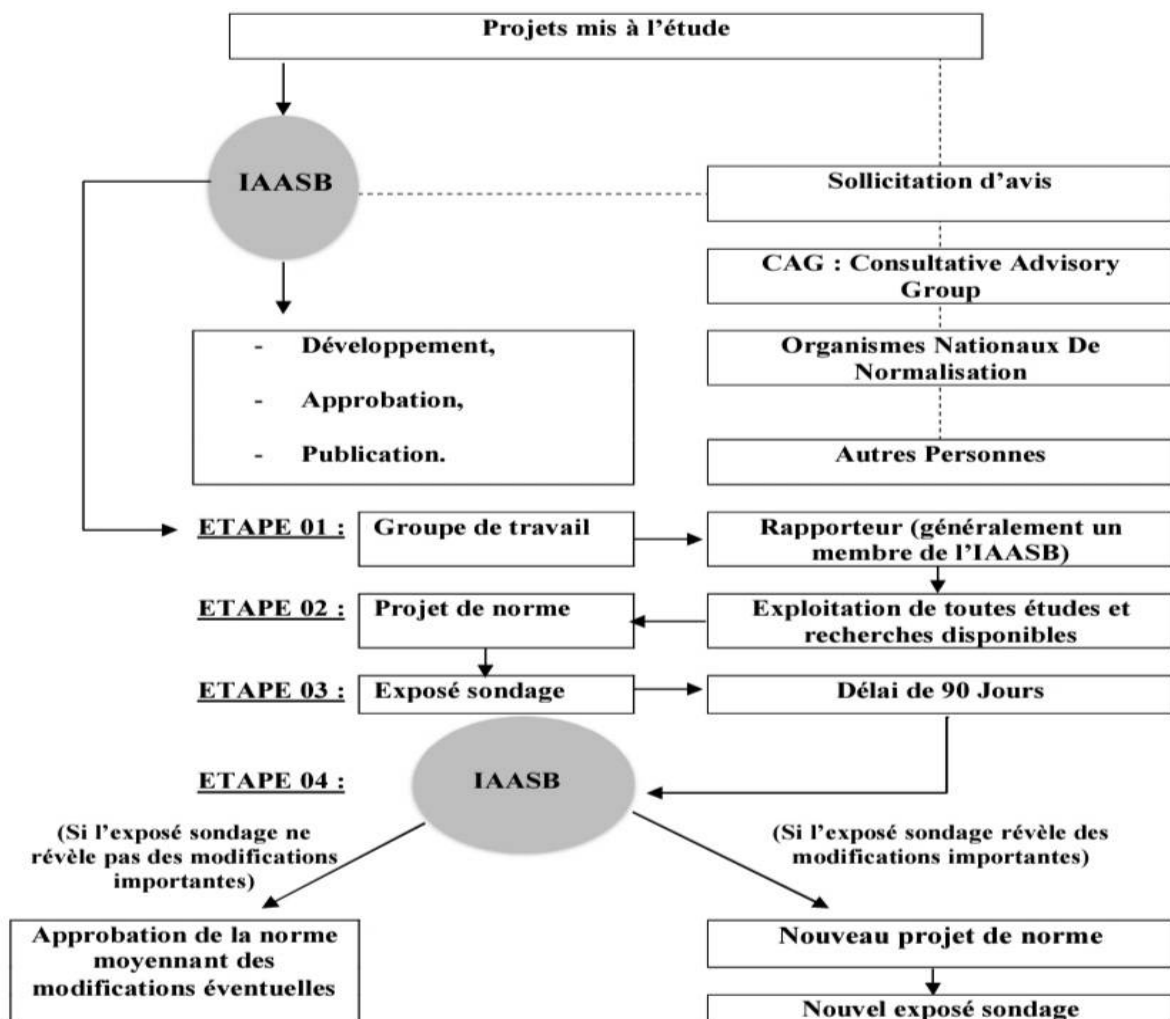 Projets mis à l'étude
IAASB
Sollicitation d'avis
CAG : Consultative Advisory
Group
- Développement,
- Approbation,
- Publication.
Organismes Nationaux De
Normalisation
Autres Personnes
ETAPE 01 :
Groupe de travail
Rapporteur (généralement un
membre de l'IAASB)
ETAPE 02 :
Projet de norme
Exploitation de toutes études et
recherches disponibles
ETAPE 03 :
Exposé sondage
Délai de 90 Jours
ETAPE 04 :
IAASB
(Si l'exposé sondage ne
révèle pas des modifications
importantes)
(Si l'exposé sondage révèle des
modifications importantes)
Approbation de la norme
moyennant des
modifications éventuelles
Nouveau projet de norme
Nouvel exposé sondage